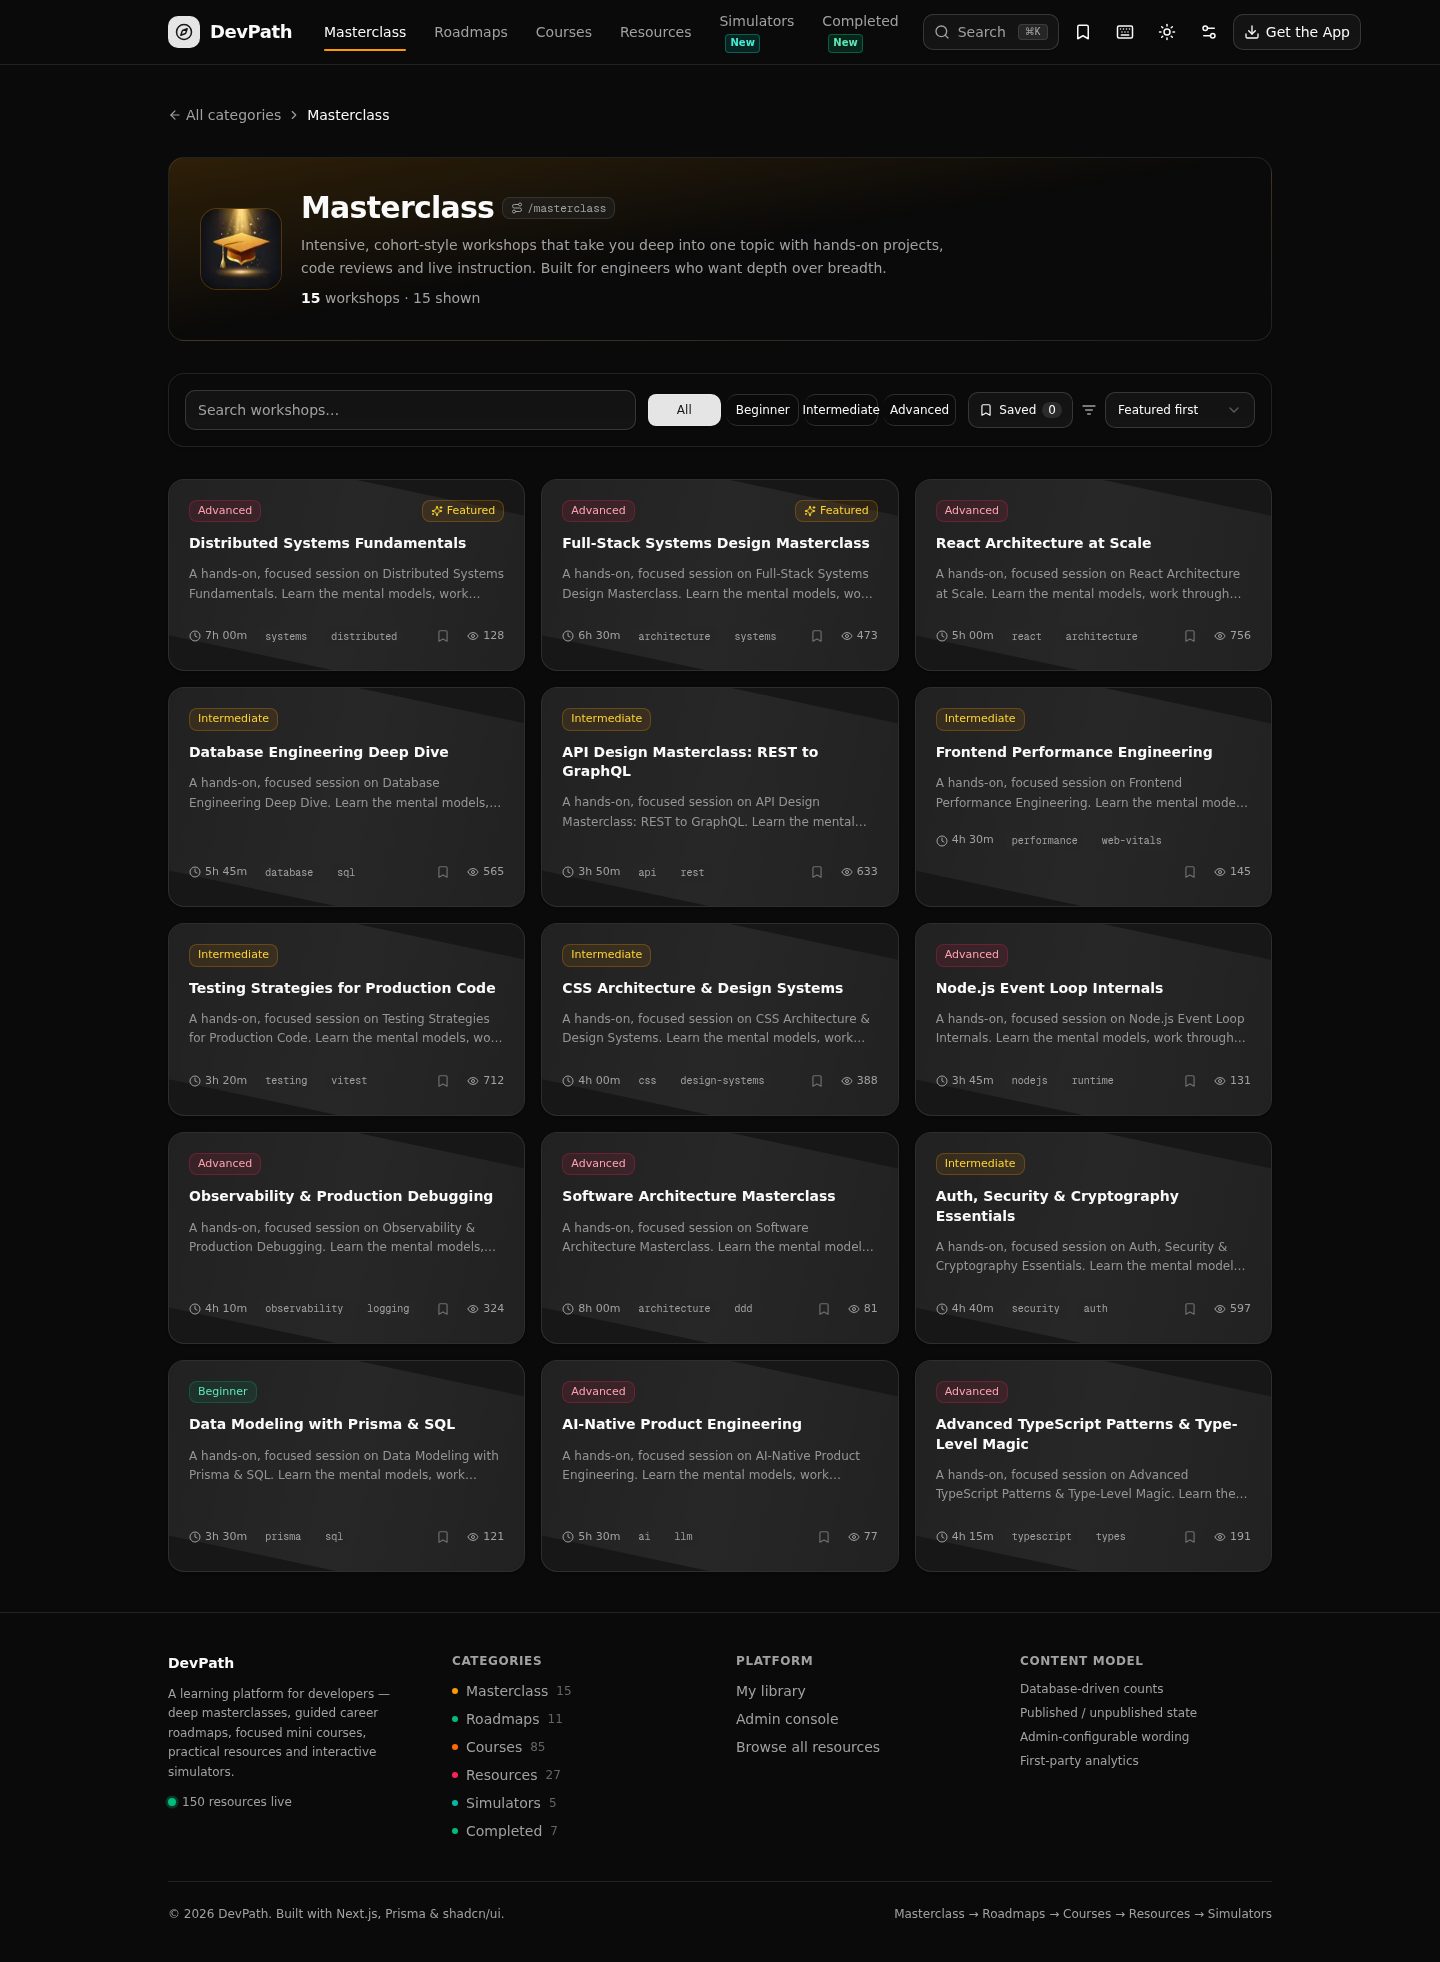 DevPath
Masterclass
Roadmaps
Courses
Resources
Simulators
New
Completed
New
Search ⌘K
Get the App
All categories
Masterclass
Masterclass
/masterclass
Intensive, cohort-style workshops that take you deep into one topic with hands-on projects,
code reviews and live instruction. Built for engineers who want depth over breadth.
15 workshops · 15 shown
Search workshops…
All
Beginner
Intermediate
Advanced
Saved 0
Featured first
Advanced
Featured
Distributed Systems Fundamentals
A hands-on, focused session on Distributed Systems
Fundamentals. Learn the mental models, work…
7h 00m systems distributed 128
Advanced
Featured
Full-Stack Systems Design Masterclass
A hands-on, focused session on Full-Stack Systems
Design Masterclass. Learn the mental models, wo…
6h 30m architecture systems 473
Advanced
React Architecture at Scale
A hands-on, focused session on React Architecture
at Scale. Learn the mental models, work through…
5h 00m react architecture 756
Intermediate
Database Engineering Deep Dive
A hands-on, focused session on Database
Engineering Deep Dive. Learn the mental models,…
5h 45m database sql 565
Intermediate
API Design Masterclass: REST to
GraphQL
A hands-on, focused session on API Design
Masterclass: REST to GraphQL. Learn the mental…
3h 50m api rest 633
Intermediate
Frontend Performance Engineering
A hands-on, focused session on Frontend
Performance Engineering. Learn the mental mode…
4h 30m performance web-vitals
145
Intermediate
Testing Strategies for Production Code
A hands-on, focused session on Testing Strategies
for Production Code. Learn the mental models, wo…
3h 20m testing vitest 712
Intermediate
CSS Architecture & Design Systems
A hands-on, focused session on CSS Architecture &
Design Systems. Learn the mental models, work…
4h 00m css design-systems 388
Advanced
Node.js Event Loop Internals
A hands-on, focused session on Node.js Event Loop
Internals. Learn the mental models, work through…
3h 45m nodejs runtime 131
Advanced
Observability & Production Debugging
A hands-on, focused session on Observability &
Production Debugging. Learn the mental models,…
4h 10m observability logging 324
Advanced
Software Architecture Masterclass
A hands-on, focused session on Software
Architecture Masterclass. Learn the mental model…
8h 00m architecture ddd 81
Intermediate
Auth, Security & Cryptography
Essentials
A hands-on, focused session on Auth, Security &
Cryptography Essentials. Learn the mental model…
4h 40m security auth 597
Beginner
Data Modeling with Prisma & SQL
A hands-on, focused session on Data Modeling with
Prisma & SQL. Learn the mental models, work…
3h 30m prisma sql 121
Advanced
AI-Native Product Engineering
A hands-on, focused session on AI-Native Product
Engineering. Learn the mental models, work…
5h 30m ai llm 77
Advanced
Advanced TypeScript Patterns & Type-
Level Magic
A hands-on, focused session on Advanced
TypeScript Patterns & Type-Level Magic. Learn the…
4h 15m typescript types 191
DevPath
A learning platform for developers —
deep masterclasses, guided career
roadmaps, focused mini courses,
practical resources and interactive
simulators.
150 resources live
CATEGORIES
Masterclass 15
Roadmaps 11
Courses 85
Resources 27
Simulators 5
Completed 7
PLATFORM
My library
Admin console
Browse all resources
CONTENT MODEL
Database-driven counts
Published / unpublished state
Admin-configurable wording
First-party analytics
© 2026 DevPath. Built with Next.js, Prisma & shadcn/ui.
Masterclass → Roadmaps → Courses → Resources → Simulators